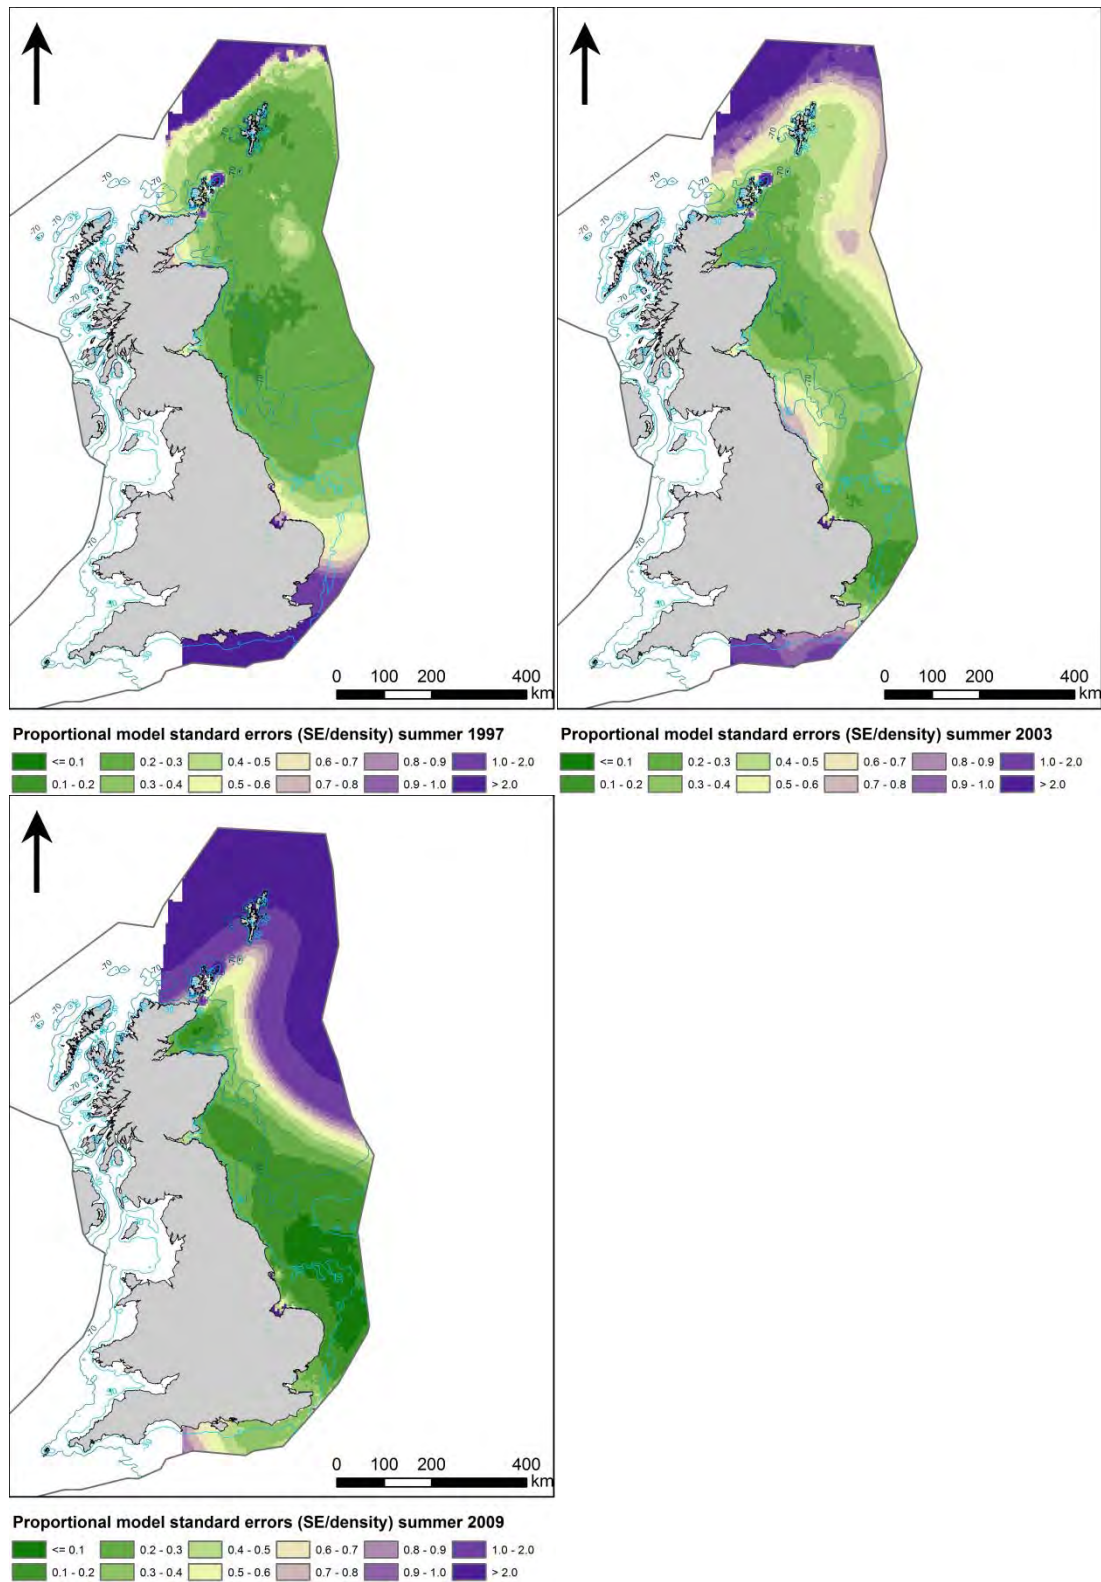 0 100 200 400
km
Proportional model standard errors (SE/density) summer 1997
<= 0.1 0.2 - 0.3 0.4 - 0.5 0.6 - 0.7 0.8 - 0.9 1.0 - 2.0
0.1 - 0.2 0.3 - 0.4 0.5 - 0.6 0.7 - 0.8 0.9 - 1.0 > 2.0
0 100 200 400
km
Proportional model standard errors (SE/density) summer 2003
<= 0.1 0.2 - 0.3 0.4 - 0.5 0.6 - 0.7 0.8 - 0.9 1.0 - 2.0
0.1 - 0.2 0.3 - 0.4 0.5 - 0.6 0.7 - 0.8 0.9 - 1.0 > 2.0
0 100 200 400
km
Proportional model standard errors (SE/density) summer 2009
<= 0.1 0.2 - 0.3 0.4 - 0.5 0.6 - 0.7 0.8 - 0.9 1.0 - 2.0
0.1 - 0.2 0.3 - 0.4 0.5 - 0.6 0.7 - 0.8 0.9 - 1.0 > 2.0